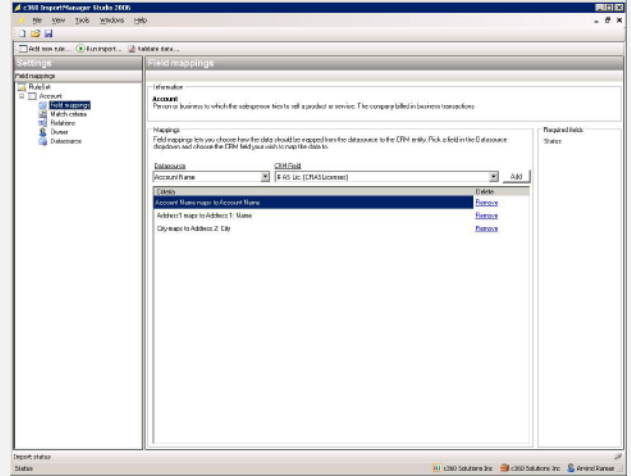 c360 ImportManager Studio 2006
File View Tools Windows Help
Add new rule... Run import... Validate data...
Settings
Field mappings
Field mappings
RuleSet
Account
Field mappings
Match criteria
Relations
Owner
Datasource
Information
Account
Person or business to which the salesperson tries to sell a product or service. The company billed in business transactions
Mappings
Field mappings lets you choose how the data should be mapped from the datasource to the CRM entity. Pick a field in the Datasource
dropdown and choose the CRM field you wish to map the data to.
Required fields
Status
Datasource CRM Field
Account Name # AS Lic. (CRAS Licenses) Add
Criteria Delete
Account Name maps to Account Name Remove
Address1 maps to Address 1: Name Remove
City maps to Address 2: City Remove
Import status
Status c360 Solutions Inc c360 Solutions Inc Arvind Raman